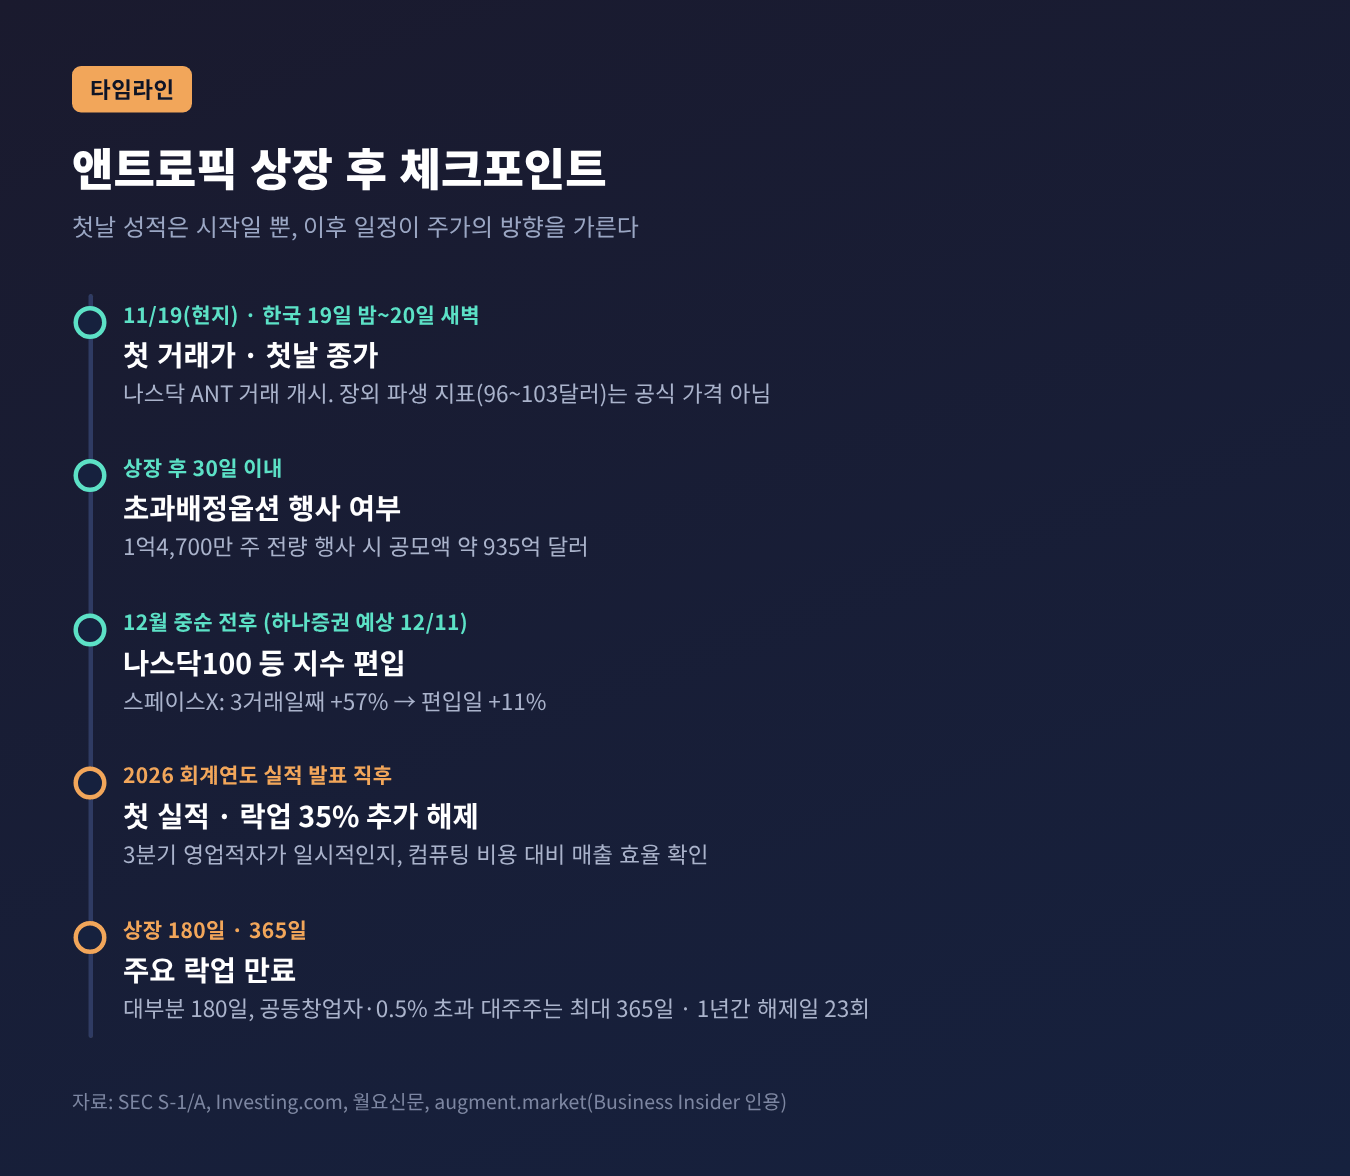 타임라인
앤트로픽 상장 후 체크포인트
첫날 성적은 시작일 뿐, 이후 일정이 주가의 방향을 가른다
11/19(현지) · 한국 19일 밤~20일 새벽
첫 거래가 · 첫날 종가
나스닥 ANT 거래 개시. 장외 파생 지표(96~103달러)는 공식 가격 아님
상장 후 30일 이내
초과배정옵션 행사 여부
1억4,700만 주 전량 행사 시 공모액 약 935억 달러
12월 중순 전후 (하나증권 예상 12/11)
나스닥100 등 지수 편입
스페이스X: 3거래일째 +57% → 편입일 +11%
2026 회계연도 실적 발표 직후
첫 실적 · 락업 35% 추가 해제
3분기 영업적자가 일시적인지, 컴퓨팅 비용 대비 매출 효율 확인
상장 180일 · 365일
주요 락업 만료
대부분 180일, 공동창업자·0.5% 초과 대주주는 최대 365일 · 1년간 해제일 23회
자료: SEC S-1/A, Investing.com, 월요신문, augment.market(Business Insider 인용)